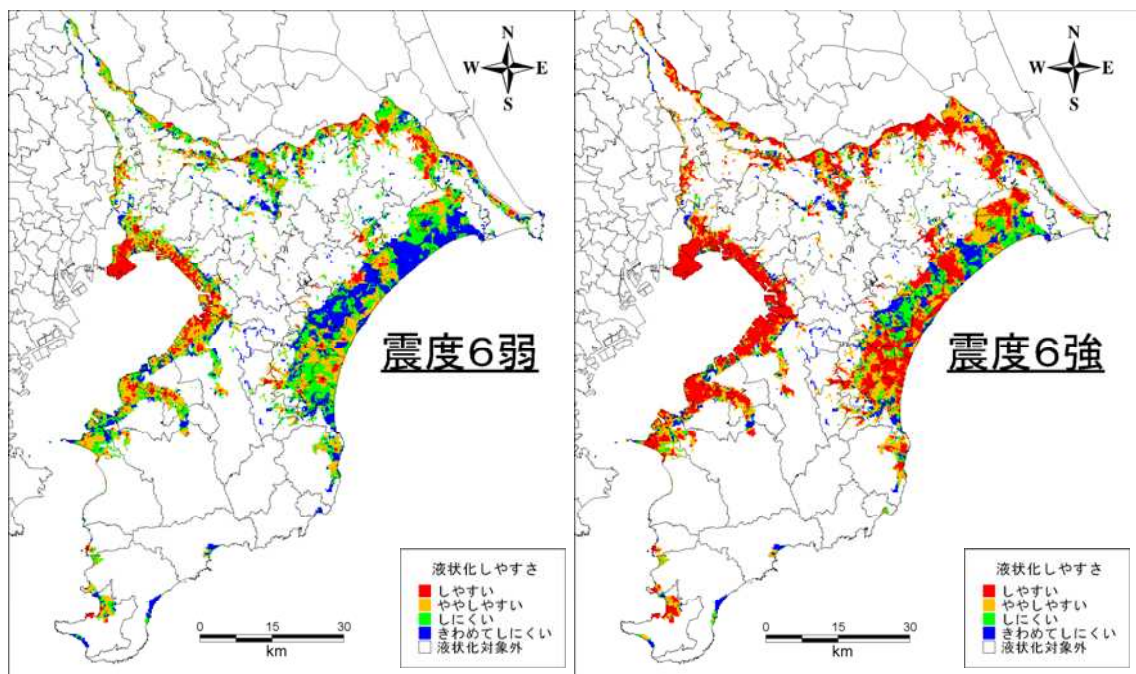 N
W E
S
震度6弱
液状化しやすさ
しやすい
ややしやすい
しにくい
きわめてしにくい
液状化対象外
0 15 30
km
N
W E
S
震度6強
液状化しやすさ
しやすい
ややしやすい
しにくい
きわめてしにくい
液状化対象外
0 15 30
km